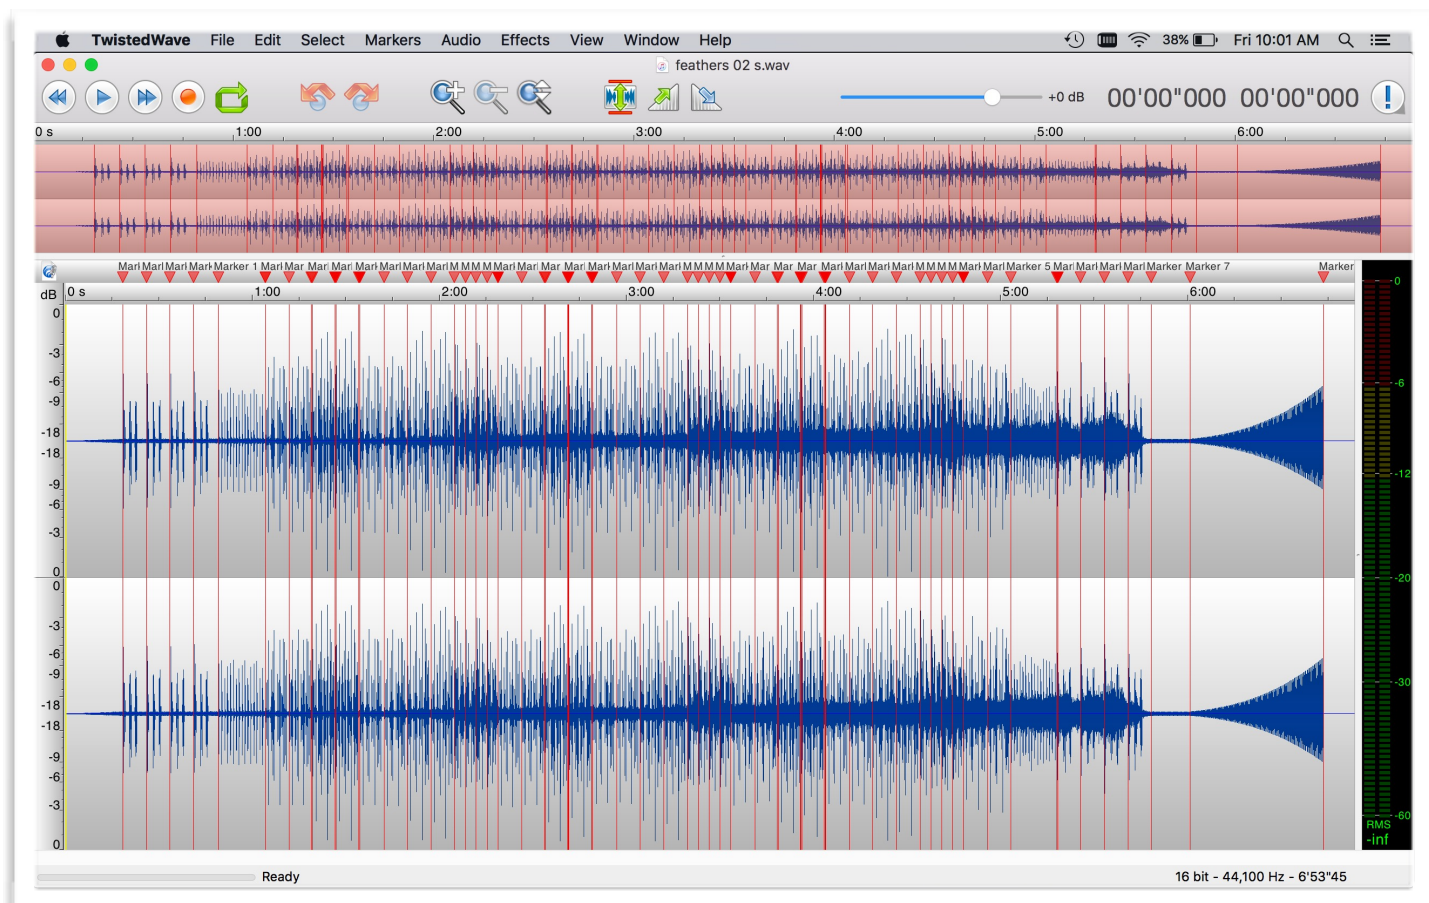 TwistedWave File Edit Select Markers Audio Effects View Window Help 38% Fri 10:01 AM
feathers 02 s.wav
+0 dB 00'00"000 00'00"000
0 s 1:00 2:00 3:00 4:00 5:00 6:00
Marker 1 Marker 5 Marker Marker 7 Marker
dB 0 s 1:00 2:00 3:00 4:00 5:00 6:00
0
-3
-6
-9
-18
-18
-9
-6
-3
0
0
-3
-6
-9
-18
-18
-9
-6
-3
0
0
-6
-12
-20
-30
-60
RMS
-inf
Ready 16 bit - 44,100 Hz - 6'53"45